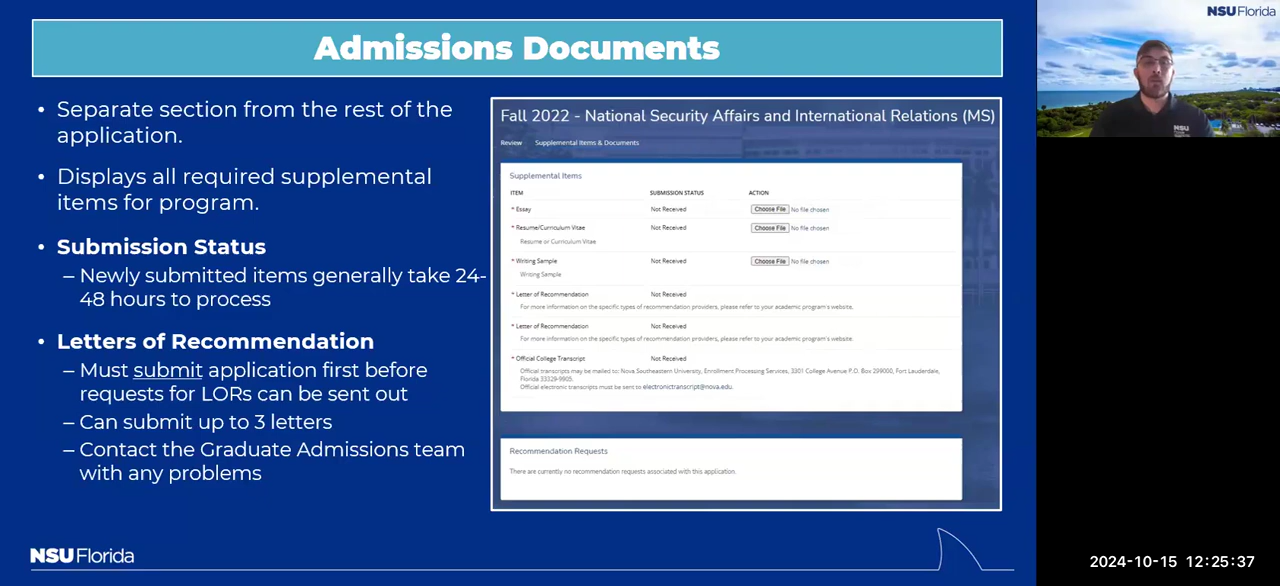 Admissions Documents
• Separate section from the rest of the
application.
• Displays all required supplemental
items for program.
• Submission Status
– Newly submitted items generally take 24-
48 hours to process
• Letters of Recommendation
– Must submit application first before
requests for LORs can be sent out
– Can submit up to 3 letters
– Contact the Graduate Admissions team
with any problems
Fall 2022 - National Security Affairs and International Relations (MS)
Review Supplemental Items & Documents
Supplemental Items
ITEM SUBMISSION STATUS ACTION
* Essay Not Received Choose File No file chosen
* Resume/Curriculum Vitae Not Received Choose File No file chosen
Resume or Curriculum Vitae
* Writing Sample Not Received Choose File No file chosen
Writing Sample
* Letter of Recommendation Not Received
For more information on the specific types of recommendation providers, please refer to your academic program's website.
* Letter of Recommendation Not Received
For more information on the specific types of recommendation providers, please refer to your academic program's website.
* Official College Transcript Not Received
Official transcripts may be mailed to: Nova Southeastern University, Enrollment Processing Services, 3301 College Avenue P.O. Box 299000, Fort Lauderdale,
Florida 33329-9905.
Official electronic transcripts must be sent to electronictranscript@nova.edu.
Recommendation Requests
There are currently no recommendation requests associated with this application.
NSU Florida
NSU Florida
NSU
2024-10-15 12:25:37